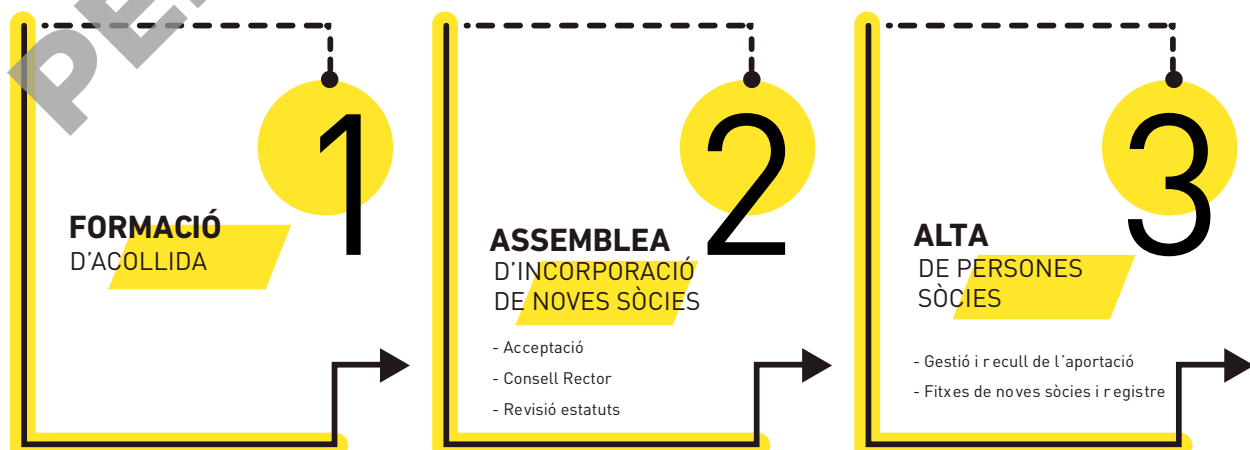 1
FORMACIÓ
D'ACOLLIDA
2
ASSEMBLEA
D'INCORPORACIÓ
DE NOVES SÒCIES
- Acceptació
- Consell Rector
- Revisió estatuts
3
ALTA
DE PERSONES
SÒCIES
- Gestió i recull de l'aportació
- Fitxes de noves sòcies i registre